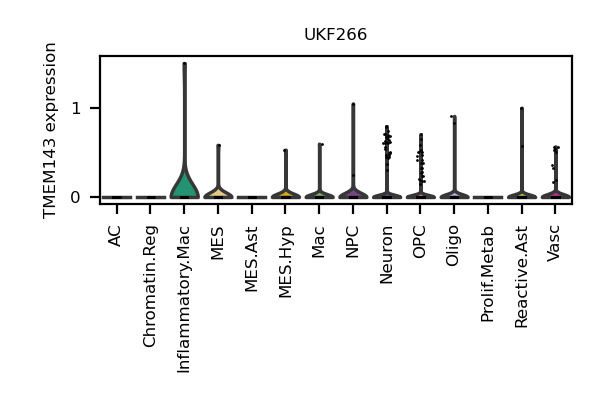 UKF266
TMEM143 expression
1
0
AC
Chromatin.Reg
Inflammatory.Mac
MES
MES.Ast
MES.Hyp
Mac
NPC
Neuron
OPC
Oligo
Prolif.Metab
Reactive.Ast
Vasc